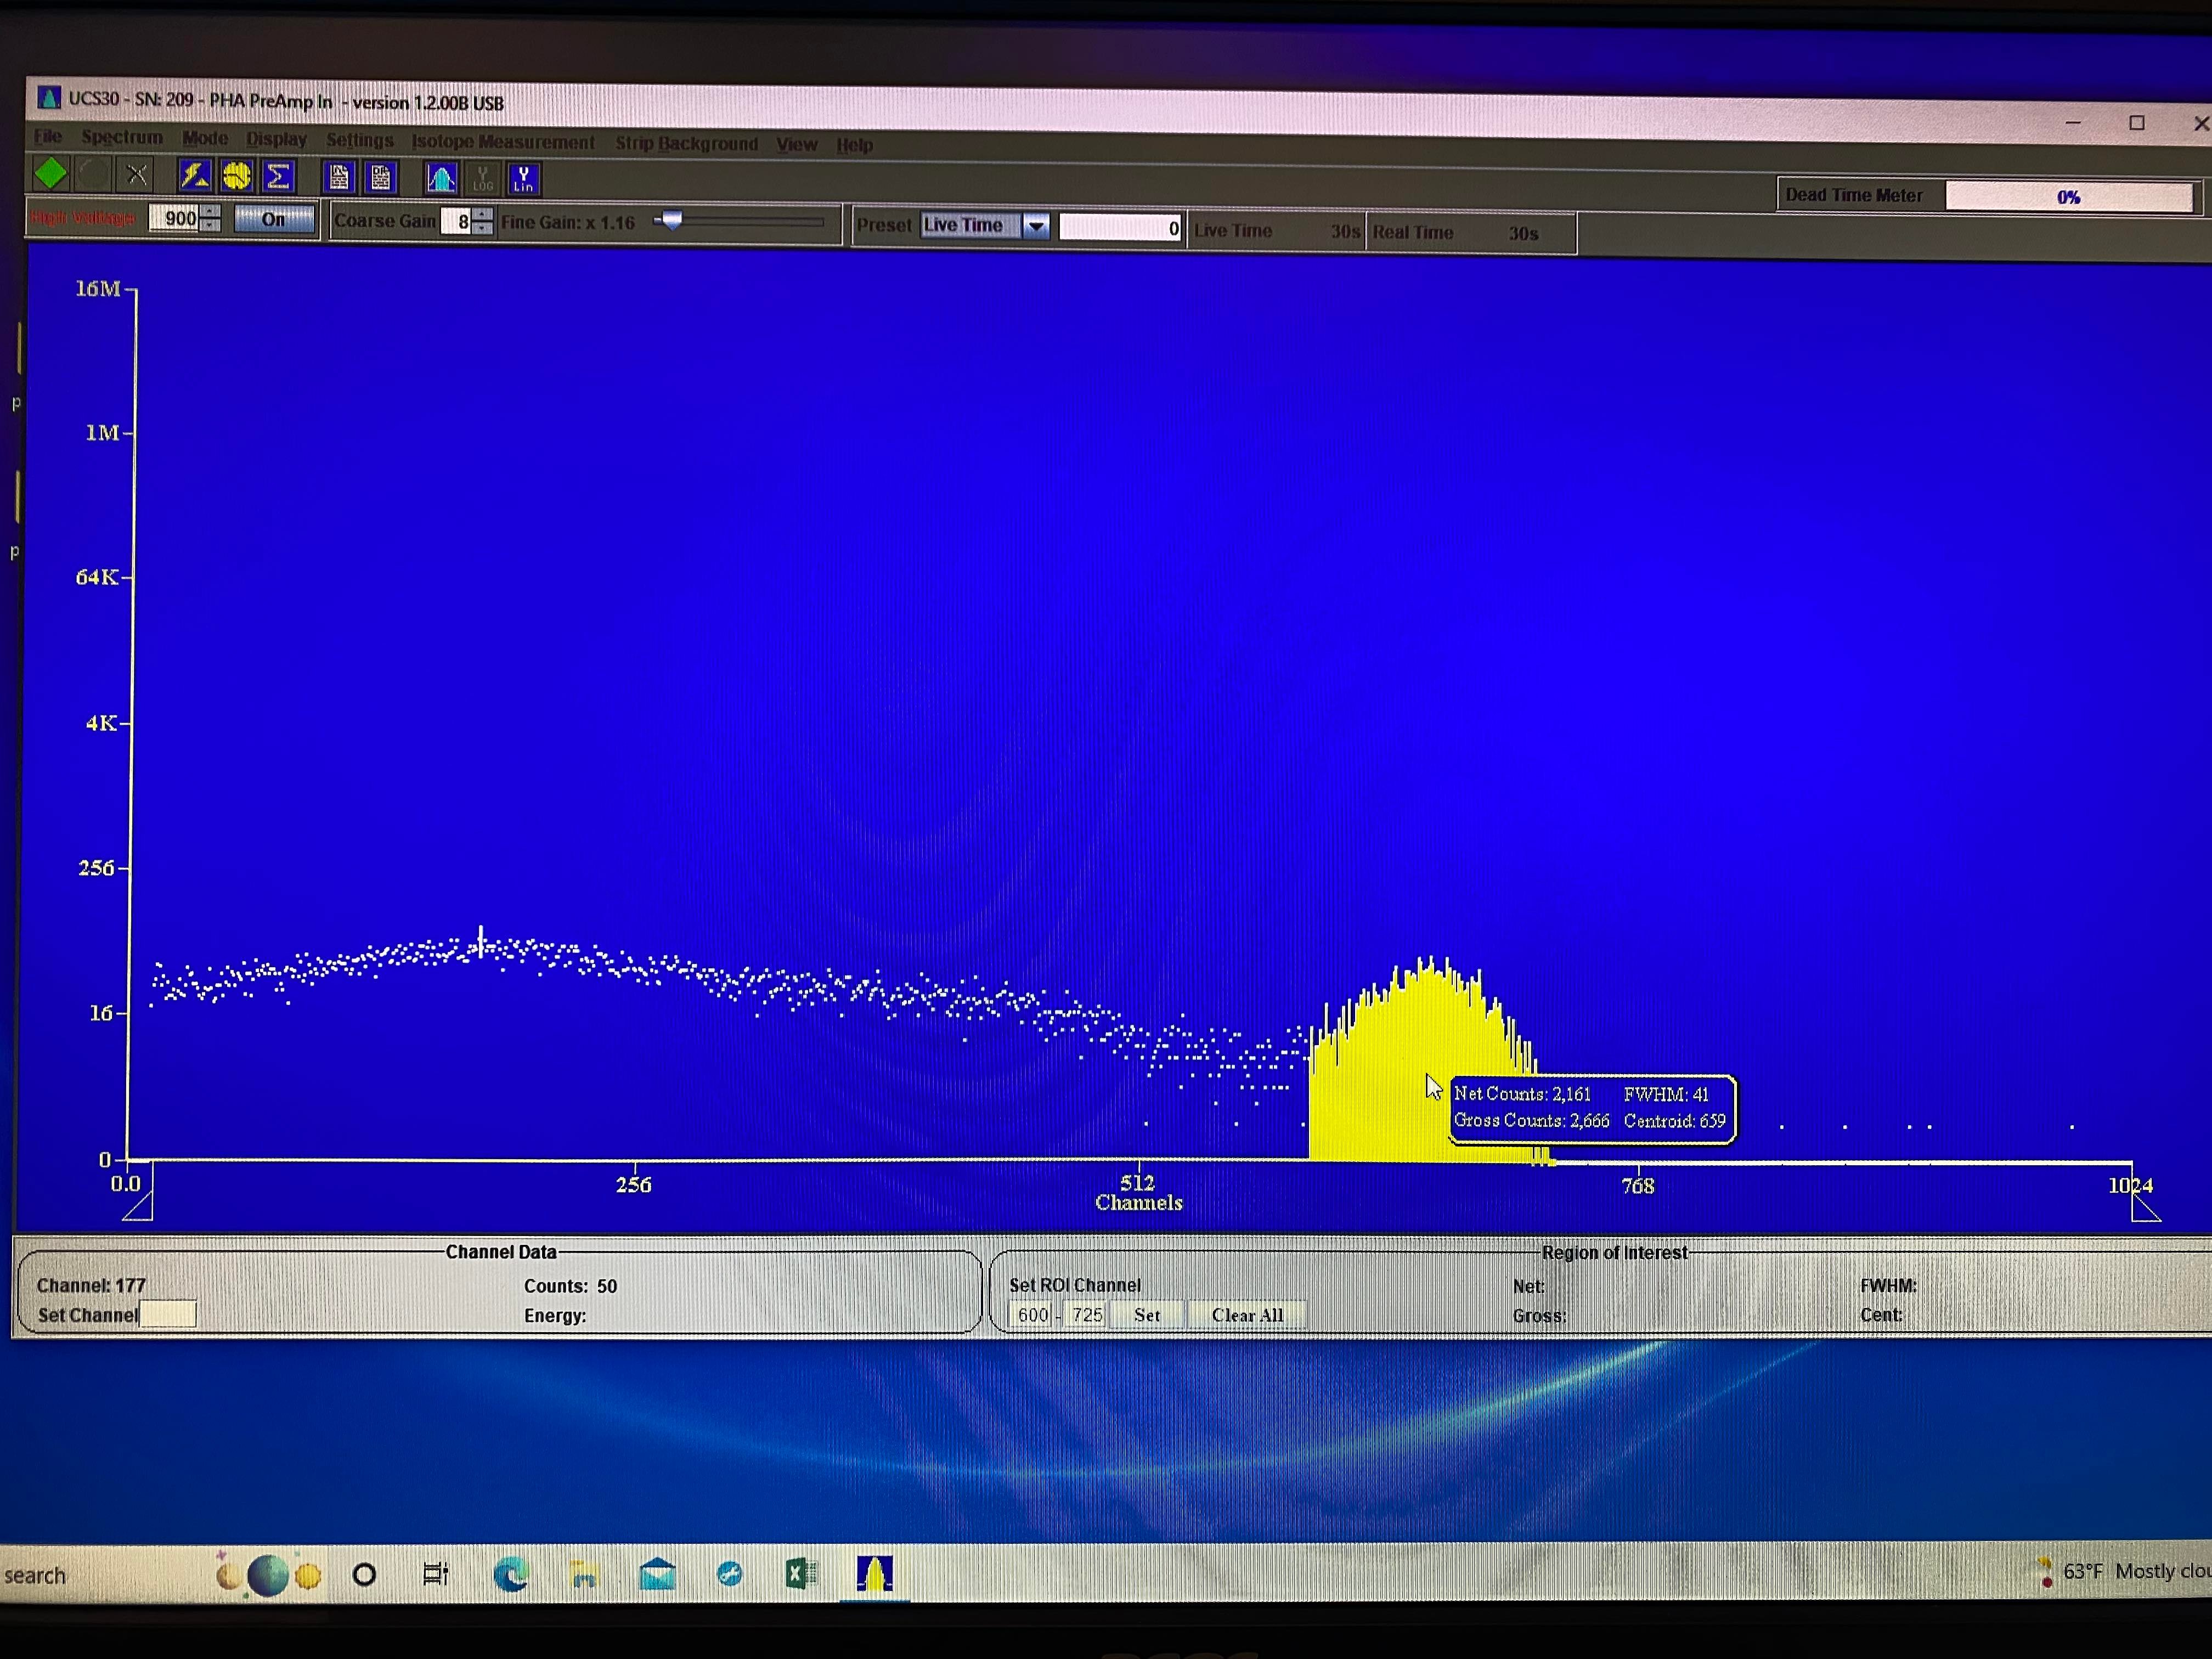 UCS30 - SN: 209 - PHA PreAmp In - version 1.2.00B USB
File Spectrum Mode Display Settings Isotope Measurement Strip Background View Help
Y LOG Y Lin
Dead Time Meter 0%
High Voltage 900 On Coarse Gain 8 Fine Gain: x 1.16 Preset Live Time 0 Live Time 30s Real Time 30s
16M
1M
64K
4K
256
16
0
p
p
Net Counts: 2,161 FWHM: 41
Gross Counts: 2,666 Centroid: 659
0.0 256 512 768 1024
Channels
Channel Data
Channel: 177 Counts: 50
Set Channel Energy:
Region of Interest
Set ROI Channel Net: FWHM:
600 - 725 Set Clear All Gross: Cent:
search 63°F Mostly clou